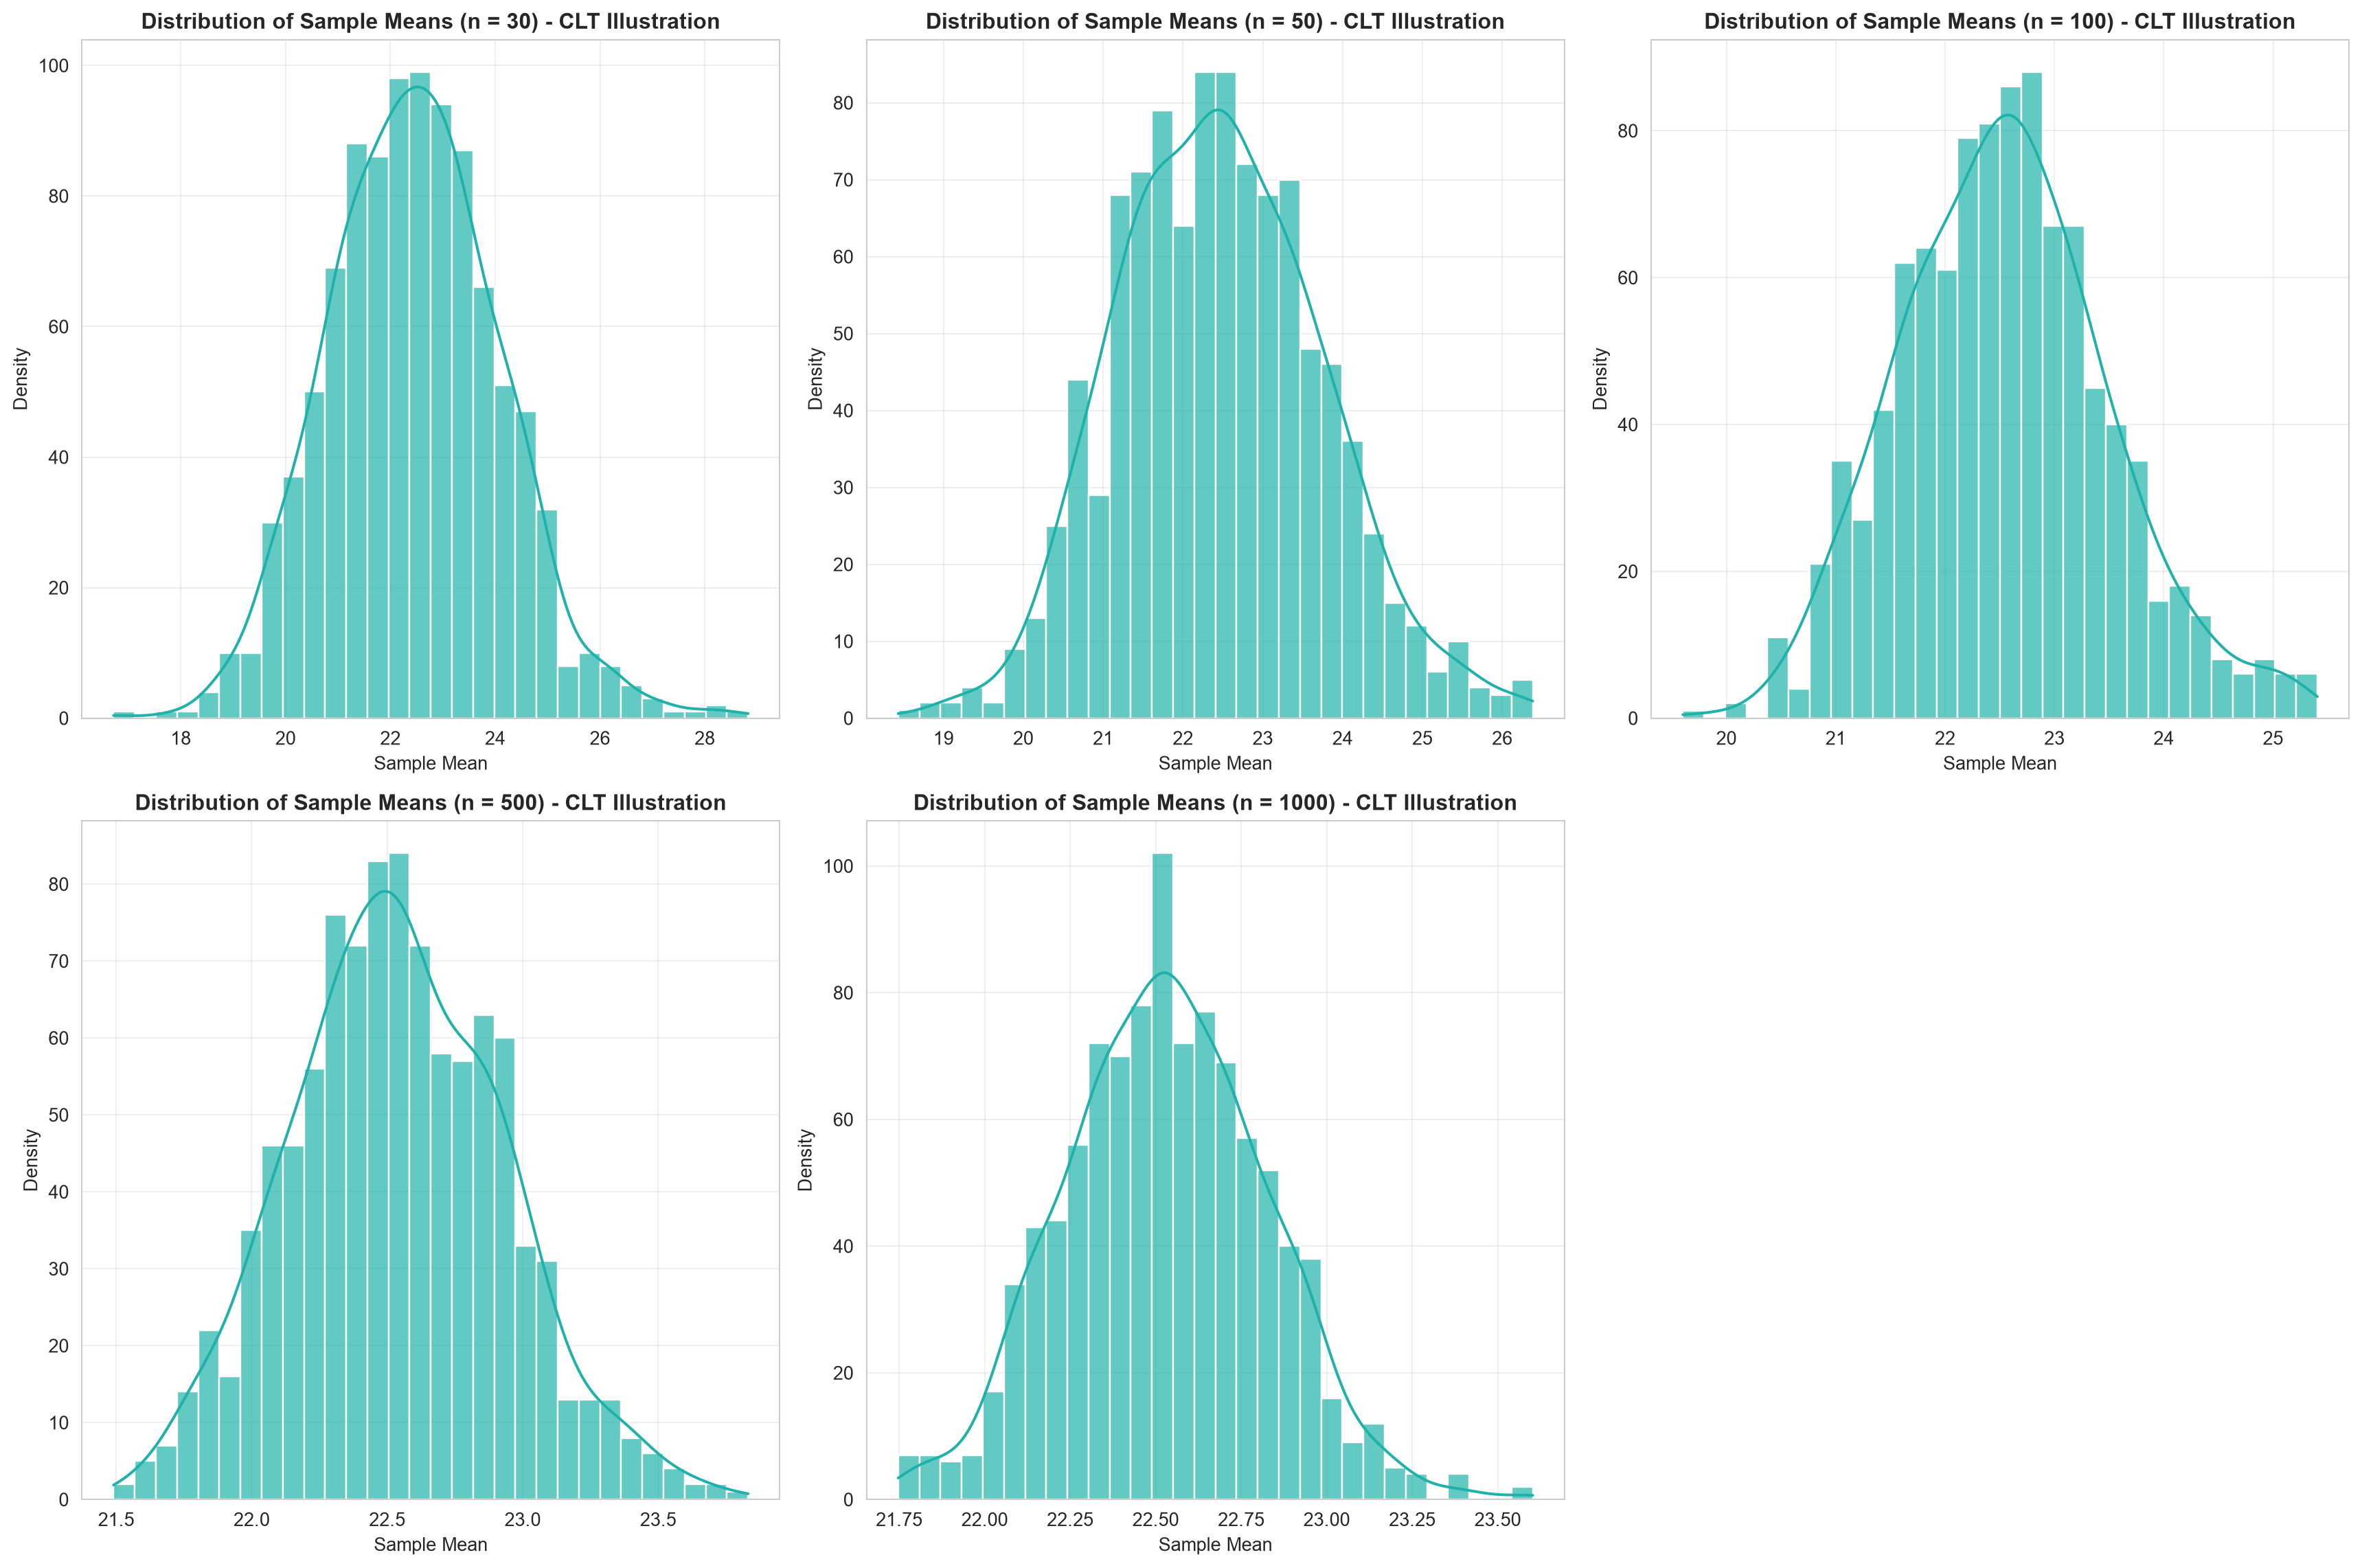 Distribution of Sample Means (n = 30) - CLT Illustration
100
80
60
40
20
0
Density
18 20 22 24 26 28
Sample Mean
Distribution of Sample Means (n = 50) - CLT Illustration
80
70
60
50
40
30
20
10
0
Density
19 20 21 22 23 24 25 26
Sample Mean
Distribution of Sample Means (n = 100) - CLT Illustration
80
60
40
20
0
Density
20 21 22 23 24 25
Sample Mean
Distribution of Sample Means (n = 500) - CLT Illustration
80
70
60
50
40
30
20
10
0
Density
21.5 22.0 22.5 23.0 23.5
Sample Mean
Distribution of Sample Means (n = 1000) - CLT Illustration
100
80
60
40
20
0
Density
21.75 22.00 22.25 22.50 22.75 23.00 23.25 23.50
Sample Mean